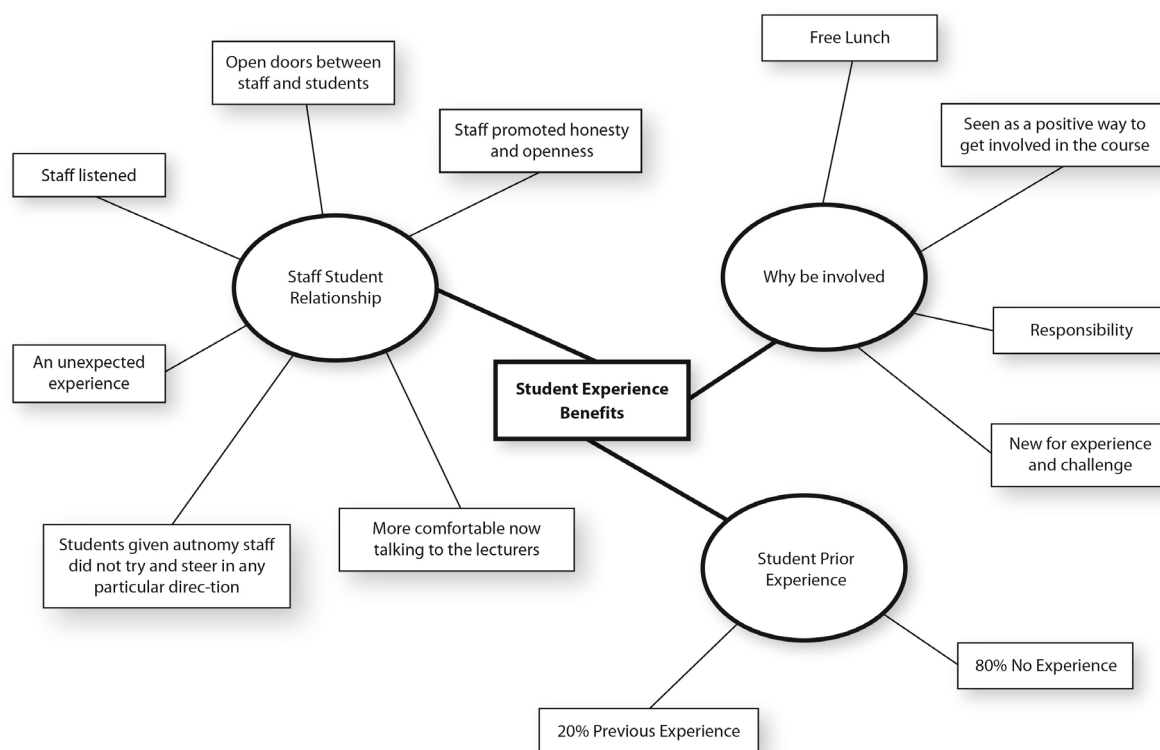 Free Lunch
Open doors between
staff and students
Staff promoted honesty
and openness
Seen as a positive way to
get involved in the course
Staff listened
Staff Student
Relationship
Why be involved
Responsibility
An unexpected
experience
Student Experience
Benefits
New for experience
and challenge
Students given autnomy staff
did not try and steer in any
particular direc-tion
More comfortable now
talking to the lecturers
Student Prior
Experience
80% No Experience
20% Previous Experience